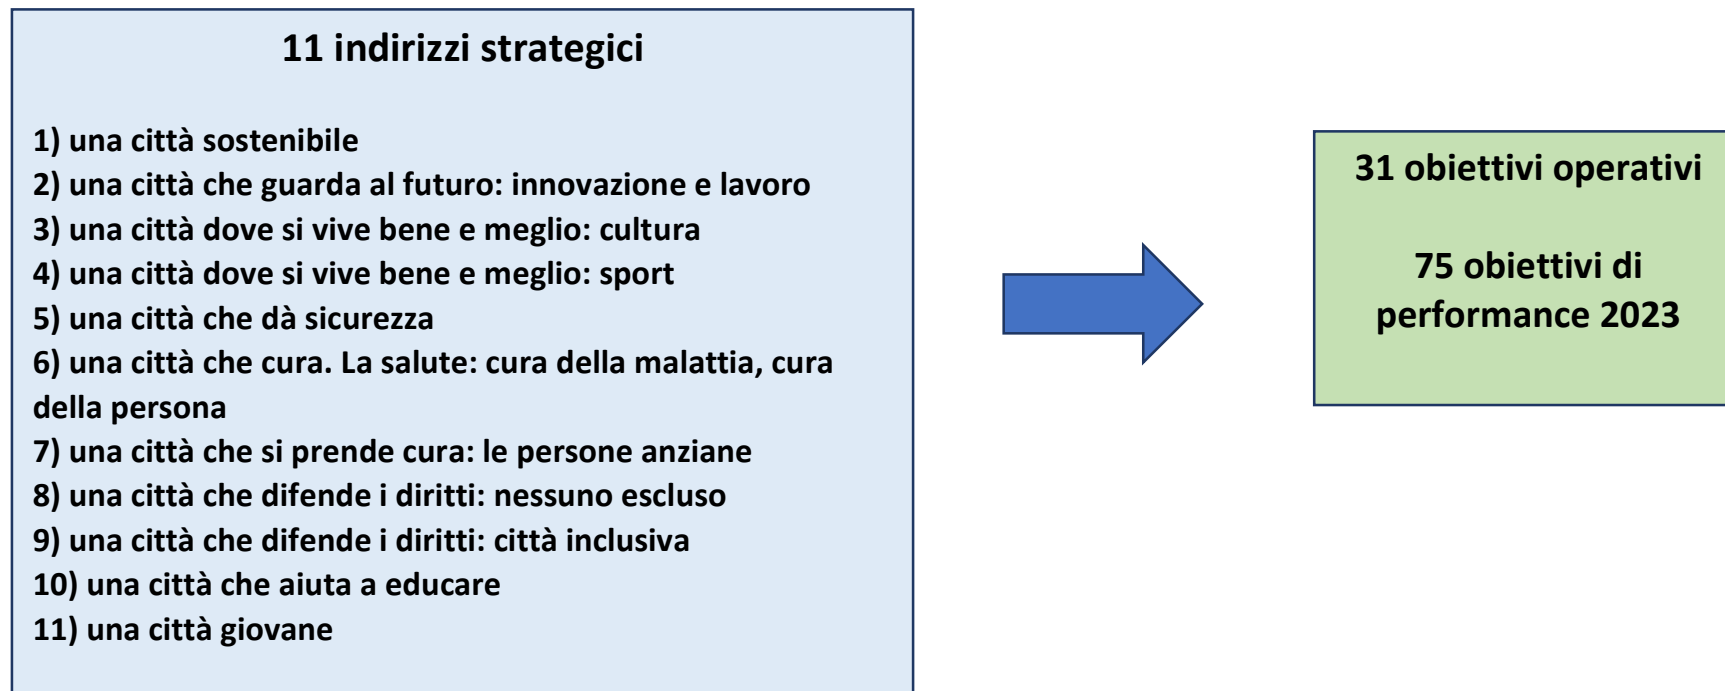 11 indirizzi strategici
1) una città sostenibile
2) una città che guarda al futuro: innovazione e lavoro
3) una città dove si vive bene e meglio: cultura
4) una città dove si vive bene e meglio: sport
5) una città che dà sicurezza
6) una città che cura. La salute: cura della malattia, cura
della persona
7) una città che si prende cura: le persone anziane
8) una città che difende i diritti: nessuno escluso
9) una città che difende i diritti: città inclusiva
10) una città che aiuta a educare
11) una città giovane
31 obiettivi operativi
75 obiettivi di
performance 2023